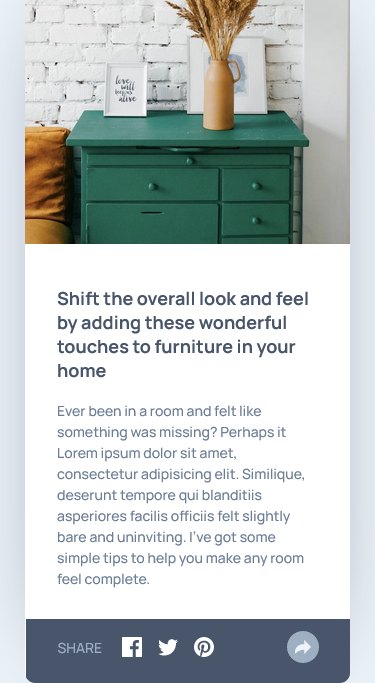 love
will
keep us
alive
Shift the overall look and feel
by adding these wonderful
touches to furniture in your
home
Ever been in a room and felt like
something was missing? Perhaps it
Lorem ipsum dolor sit amet,
consectetur adipisicing elit. Similique,
deserunt tempore qui blanditiis
asperiores facilis officiis felt slightly
bare and uninviting. I've got some
simple tips to help you make any room
feel complete.
SHARE